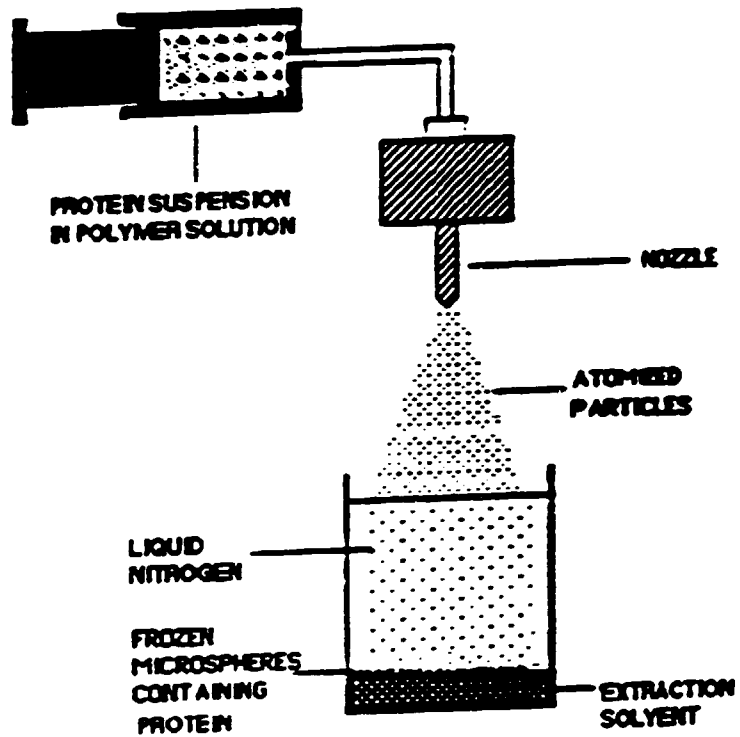 PROTEIN SUSPENSION
IN POLYMER SOLUTION
NOZZLE
ATOMIZED
PARTICLES
LIQUID
NITROGEN
FROZEN
MICROSPHERES
CONTAINING
PROTEIN
EXTRACTION
SOLVENT